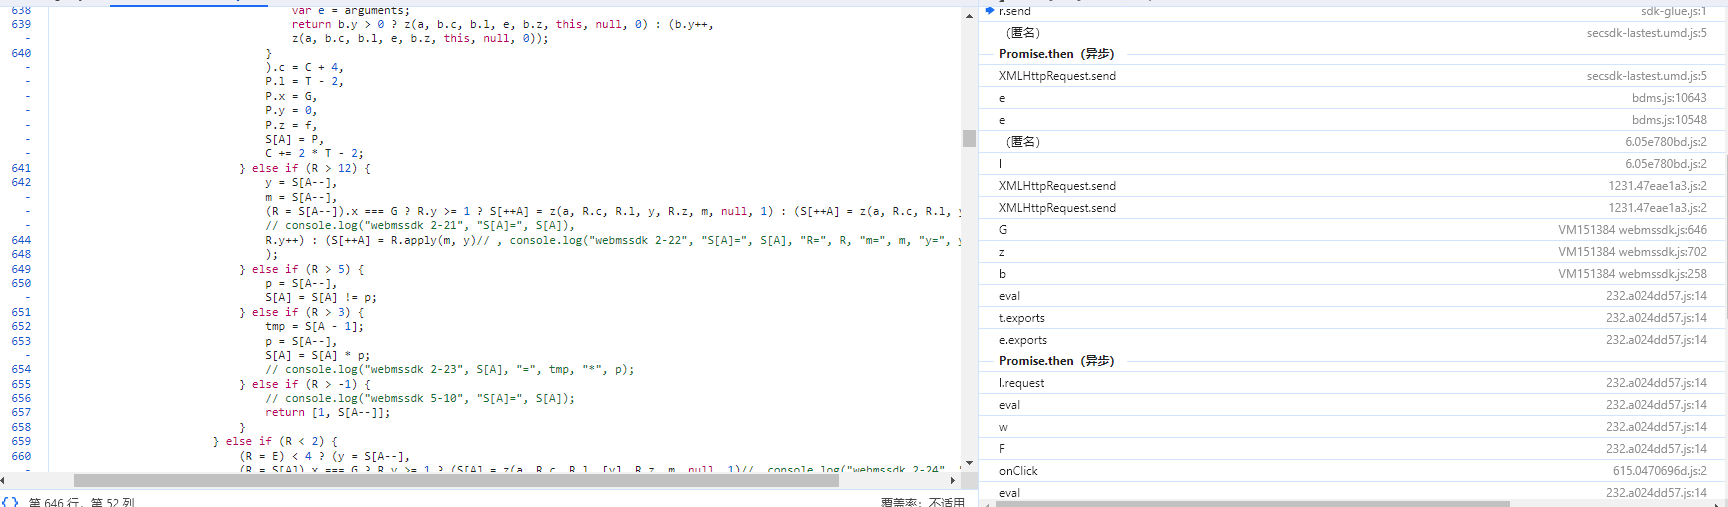 638 var e = arguments;
639 return b.y > 0 ? z(a, b.c, b.l, e, b.z, this, null, 0) : (b.y++,
- z(a, b.c, b.l, e, b.z, this, null, 0));
640 }
- ).c = C + 4,
- P.l = T - 2,
- P.x = G,
- P.y = 0,
- P.z = f,
- S[A] = P,
- C += 2 * T - 2;
641 } else if (R > 12) {
642 y = S[A--],
- m = S[A--],
- (R = S[A--]).x === G ? R.y >= 1 ? S[++A] = z(a, R.c, R.l, y, R.z, m, null, 1) : (S[++A] = z(a, R.c, R.l, y
- // console.log("webmssdk 2-21", "S[A]=", S[A]),
644 R.y++) : (S[++A] = R.apply(m, y)// , console.log("webmssdk 2-22", "S[A]=", S[A], "R=", R, "m=", m, "y=", y
648 );
649 } else if (R > 5) {
650 p = S[A--],
- S[A] = S[A] != p;
651 } else if (R > 3) {
652 tmp = S[A - 1];
653 p = S[A--],
- S[A] = S[A] * p;
654 // console.log("webmssdk 2-23", S[A], "=", tmp, "*", p);
655 } else if (R > -1) {
656 // console.log("webmssdk 5-10", "S[A]=", S[A]);
657 return [1, S[A--]];
658 }
659 } else if (R < 2) {
660 (R = E) < 4 ? (y = S[A--],
- (R = S[A]).x === G ? R.y >= 1 ? (S[A] = z(a, R.c, R.l, [y], R.z, m, null, 1)// console.log("webmssdk 2-24", "
{} 第 646 行，第 52 列 覆盖率：不适用
r.send sdk-glue.js:1
（匿名） secsdk-lastest.umd.js:5
Promise.then（异步）
XMLHttpRequest.send secsdk-lastest.umd.js:5
e bdms.js:10643
e bdms.js:10548
（匿名） 6.05e780bd.js:2
l 6.05e780bd.js:2
XMLHttpRequest.send 1231.47eae1a3.js:2
XMLHttpRequest.send 1231.47eae1a3.js:2
G VM151384 webmssdk.js:646
z VM151384 webmssdk.js:702
b VM151384 webmssdk.js:258
eval 232.a024dd57.js:14
t.exports 232.a024dd57.js:14
e.exports 232.a024dd57.js:14
Promise.then（异步）
l.request 232.a024dd57.js:14
eval 232.a024dd57.js:14
w 232.a024dd57.js:14
F 232.a024dd57.js:14
onClick 615.0470696d.js:2
eval 232.a024dd57.js:14